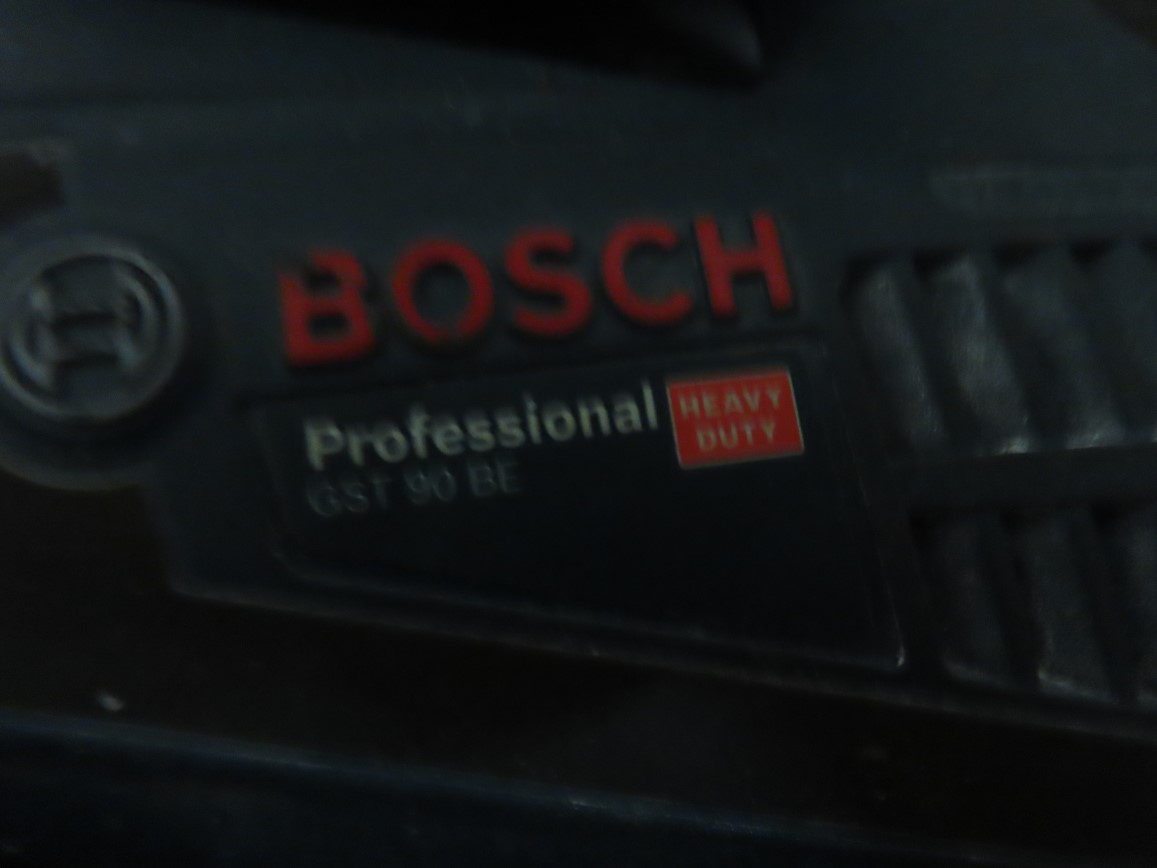 BOSCH
Professional
HEAVY
DUTY
GST 90 BE